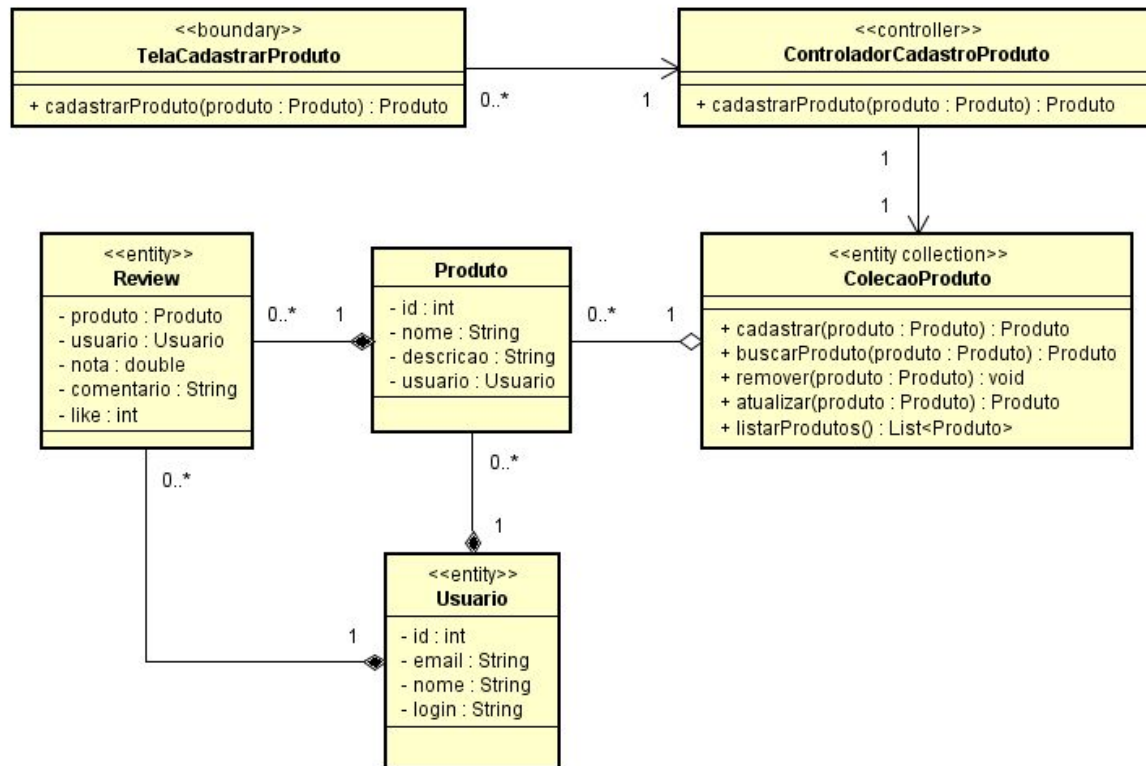 <<boundary>>
TelaCadastrarProduto
+ cadastrarProduto(produto : Produto) : Produto
0..*
1
<<controller>>
ControladorCadastroProduto
+ cadastrarProduto(produto : Produto) : Produto
1
1
<<entity>>
Review
- produto : Produto
- usuario : Usuario
- nota : double
- comentario : String
- like : int
0..*
1
Produto
- id : int
- nome : String
- descricao : String
- usuario : Usuario
0..*
1
<<entity collection>>
ColecaoProduto
+ cadastrar(produto : Produto) : Produto
+ buscarProduto(produto : Produto) : Produto
+ remover(produto : Produto) : void
+ atualizar(produto : Produto) : Produto
+ listarProdutos() : List<Produto>
0..*
0..*
1
1
<<entity>>
Usuario
- id : int
- email : String
- nome : String
- login : String